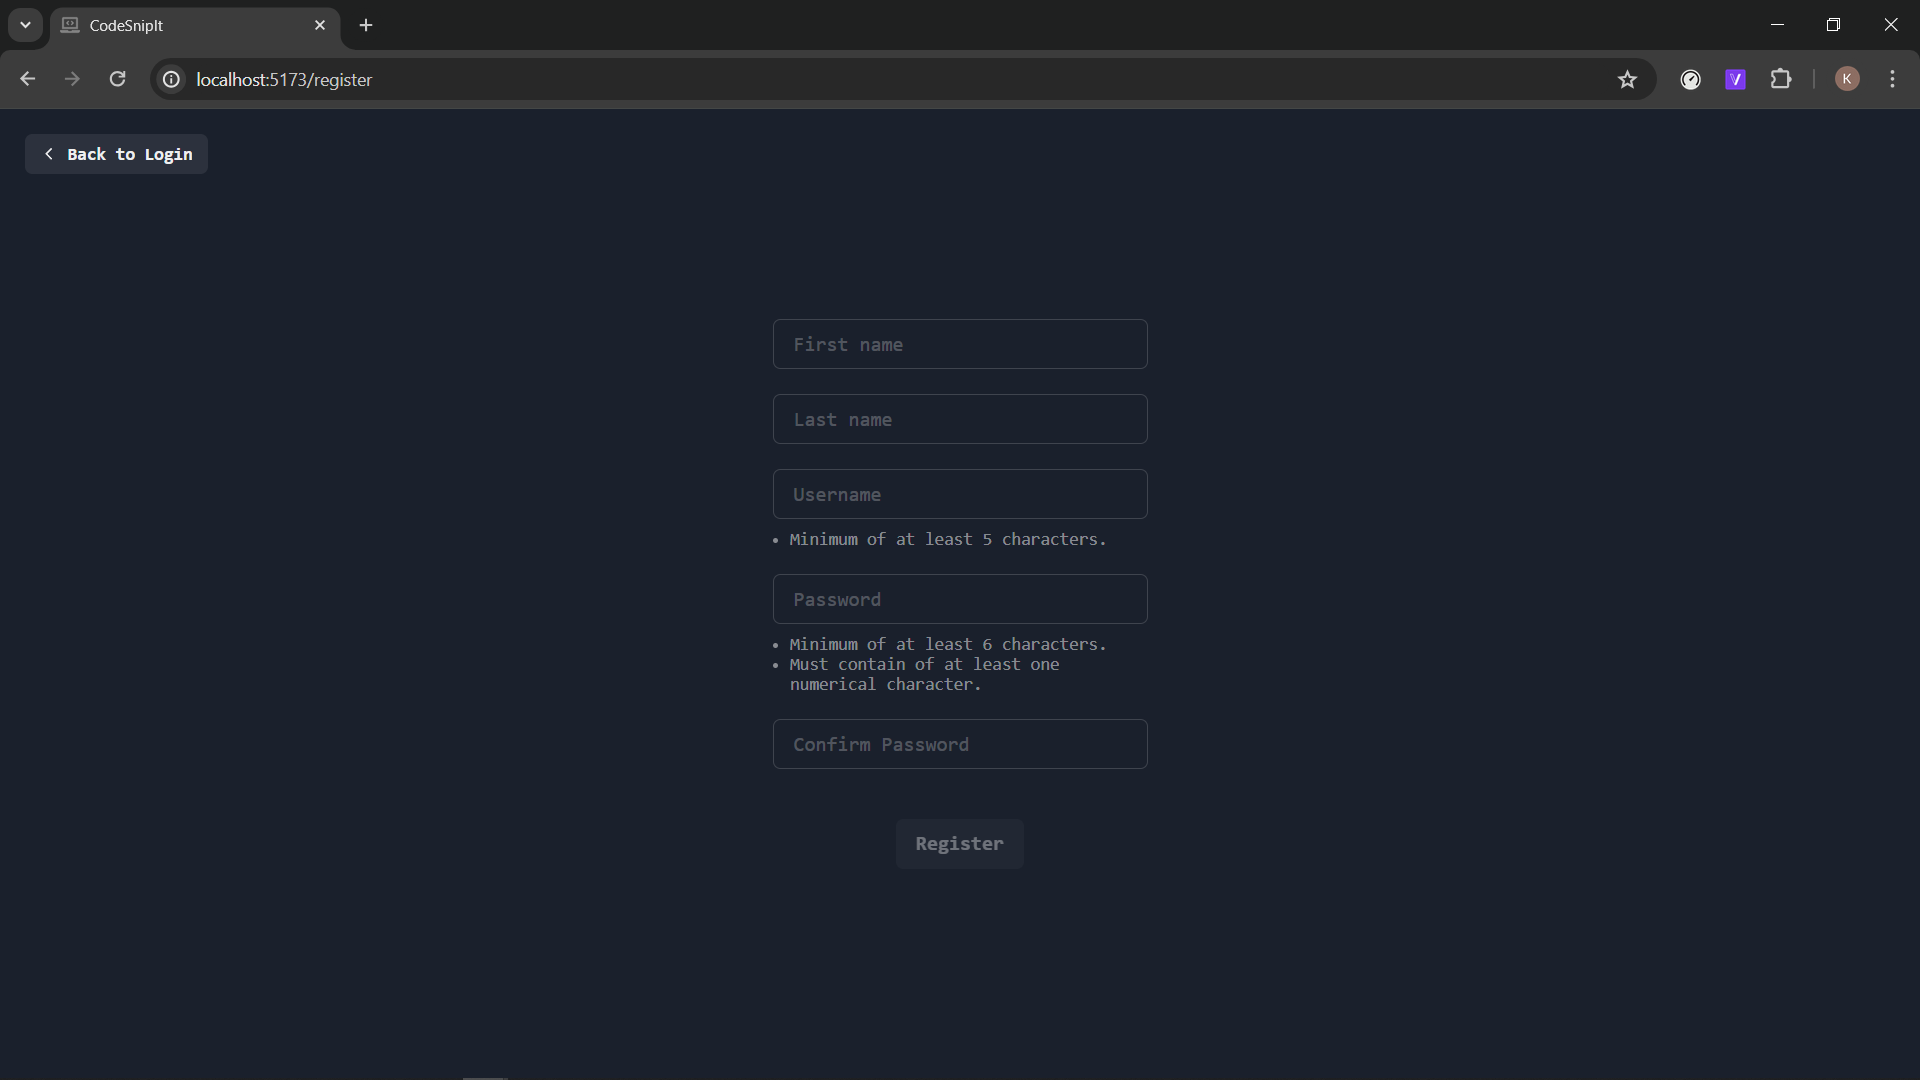 CodeSnipIt
localhost:5173/register
V
K
Back to Login
First name
Last name
Username
• Minimum of at least 5 characters.
Password
• Minimum of at least 6 characters.
• Must contain of at least one
numerical character.
Confirm Password
Register